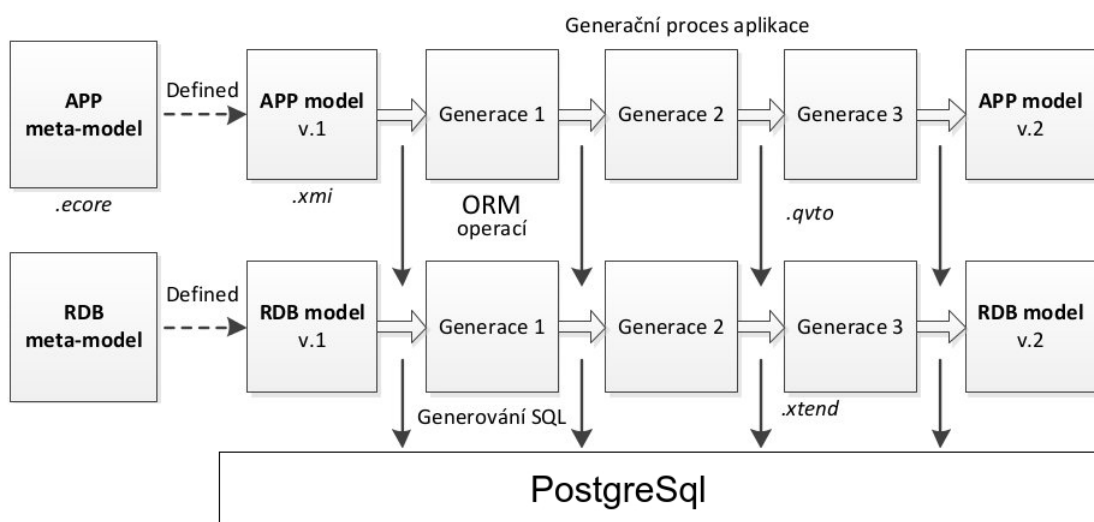 Generační proces aplikace
APP
meta-model
Defined
APP model
v.1
Generace 1
Generace 2
Generace 3
APP model
v.2
.ecore
.xmi
ORM
operací
.qvto
RDB
meta-model
Defined
RDB model
v.1
Generace 1
Generace 2
Generace 3
RDB model
v.2
Generování SQL
.xtend
PostgreSql